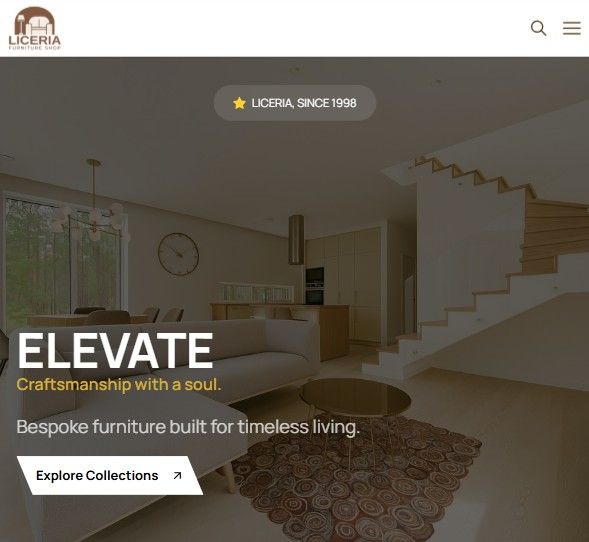 LICERIA
FURNITURE SHOP
LICERIA, SINCE 1998
ELEVATE
Craftsmanship with a soul.
Bespoke furniture built for timeless living.
Explore Collections